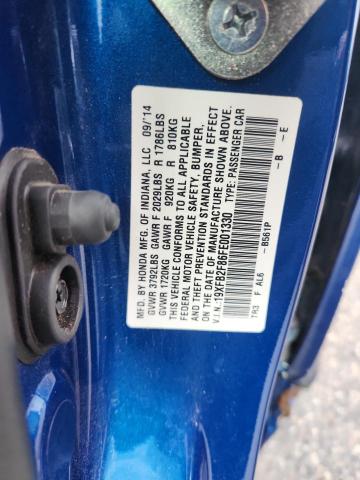 MFD. BY HONDA MFG. OF INDIANA, LLC 09/'14
GVWR 3792LBS GAWR F 2029LBS R 1786LBS
GVWR 1720KG GAWR F 920KG R 810KG
THIS VEHICLE CONFORMS TO ALL APPLICABLE
FEDERAL MOTOR VEHICLE SAFETY, BUMPER,
THEFT PREVENTION STANDARDS IN EFFECT
ON THE DATE OF MANUFACTURE SHOWN ABOVE.
V.I.N.:19XFB2F86FE001330 TYPE: PASSENGER CAR
TR3 F AL6 -B561P -B -E